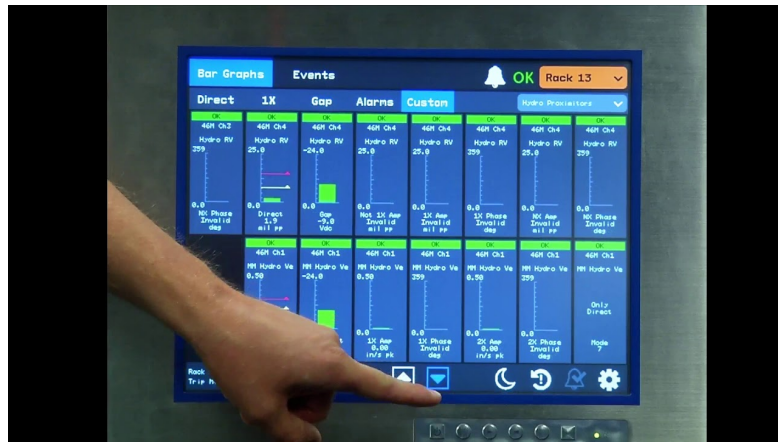 Bar Graphs Events OK Rack 13
Direct 1X Gap Alarms Custom Hydro Proximitors
OK OK OK OK OK OK OK OK
46M Ch3 46M Ch4 46M Ch4 46M Ch4 46M Ch4 46M Ch4 46M Ch4 46M Ch4
Hydro RV Hydro RV Hydro RV Hydro RV Hydro RV Hydro RV Hydro RV Hydro RV
359 25.0 -24.0 25.0 25.0 359 25.0 359
0.0 0.0 0.0 0.0 0.0 0.0 0.0 0.0
NX Phase Direct Gap Not 1X Amp 1X Amp 1X Phase NX Amp NX Phase
Invalid 1.9 -9.0 Invalid Invalid Invalid Invalid Invalid
deg mil pp Vdc mil pp mil pp deg mil pp deg
OK OK OK OK OK OK OK
46M Ch1 46M Ch1 46M Ch1 46M Ch1 46M Ch1 46M Ch1 46M Ch1
MM Hydro Ve MM Hydro Ve MM Hydro Ve MM Hydro Ve MM Hydro Ve MM Hydro Ve MM Hydro Ve
0.50 -24.0 0.50 359 0.50 359
Only
Direct
0.0 0.0 0.0
1X Amp 1X Phase 2X Amp 2X Phase Mode
0.00 Invalid 0.00 Invalid 7
in/s pk deg in/s pk deg
Rack
Trip